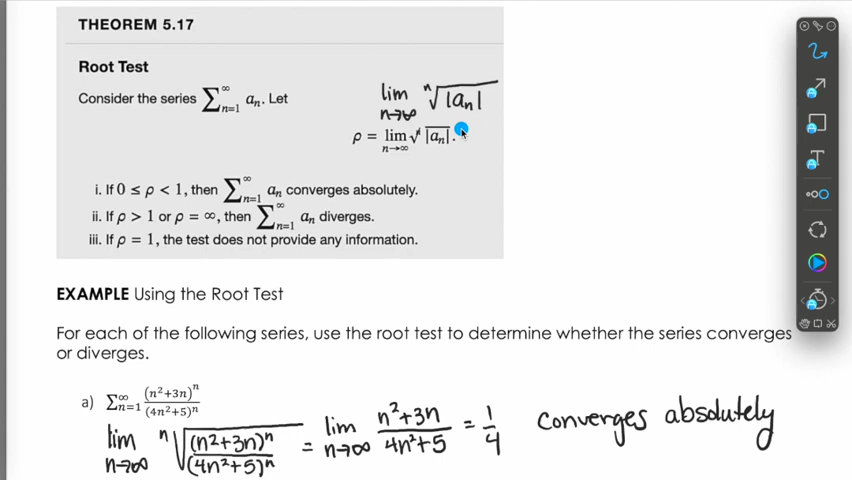 THEOREM 5.17
Root Test
Consider the series ∑_{n=1}^{∞} a_n. Let
lim_{n→∞} ⁿ√|a_n|
ρ = lim_{n→∞} ⁿ√|a_n|.
i. If 0 ≤ ρ < 1, then ∑_{n=1}^{∞} a_n converges absolutely.
ii. If ρ > 1 or ρ = ∞, then ∑_{n=1}^{∞} a_n diverges.
iii. If ρ = 1, the test does not provide any information.
EXAMPLE Using the Root Test
For each of the following series, use the root test to determine whether the series converges
or diverges.
a) ∑_{n=1}^{∞} (n²+3n)ⁿ/(4n²+5)ⁿ
lim_{n→∞} ⁿ√((n²+3n)ⁿ/(4n²+5)ⁿ) = lim_{n→∞} (n²+3n)/(4n²+5) = 1/4 converges absolutely